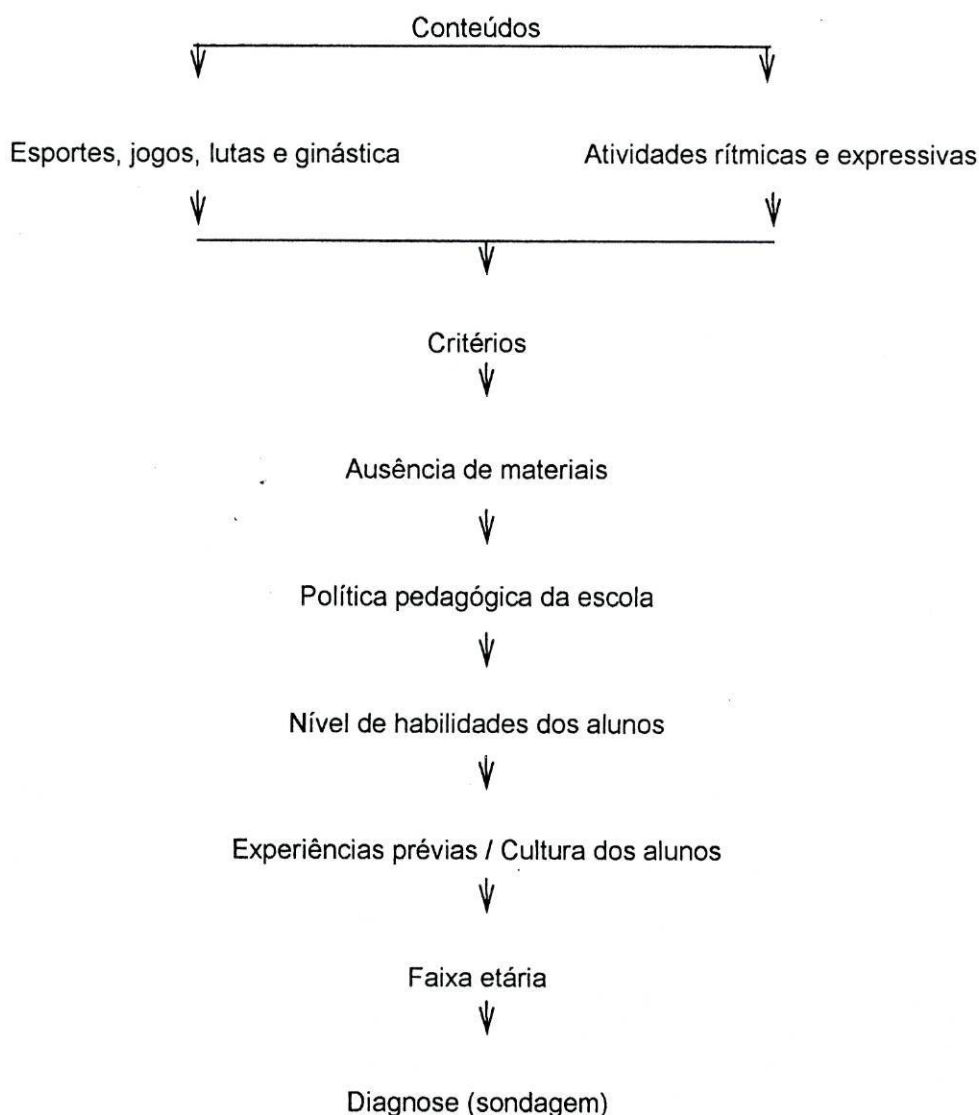 Conteúdos
Esportes, jogos, lutas e ginástica
Atividades rítmicas e expressivas
Critérios
Ausência de materiais
Política pedagógica da escola
Nível de habilidades dos alunos
Experiências prévias / Cultura dos alunos
Faixa etária
Diagnose (sondagem)